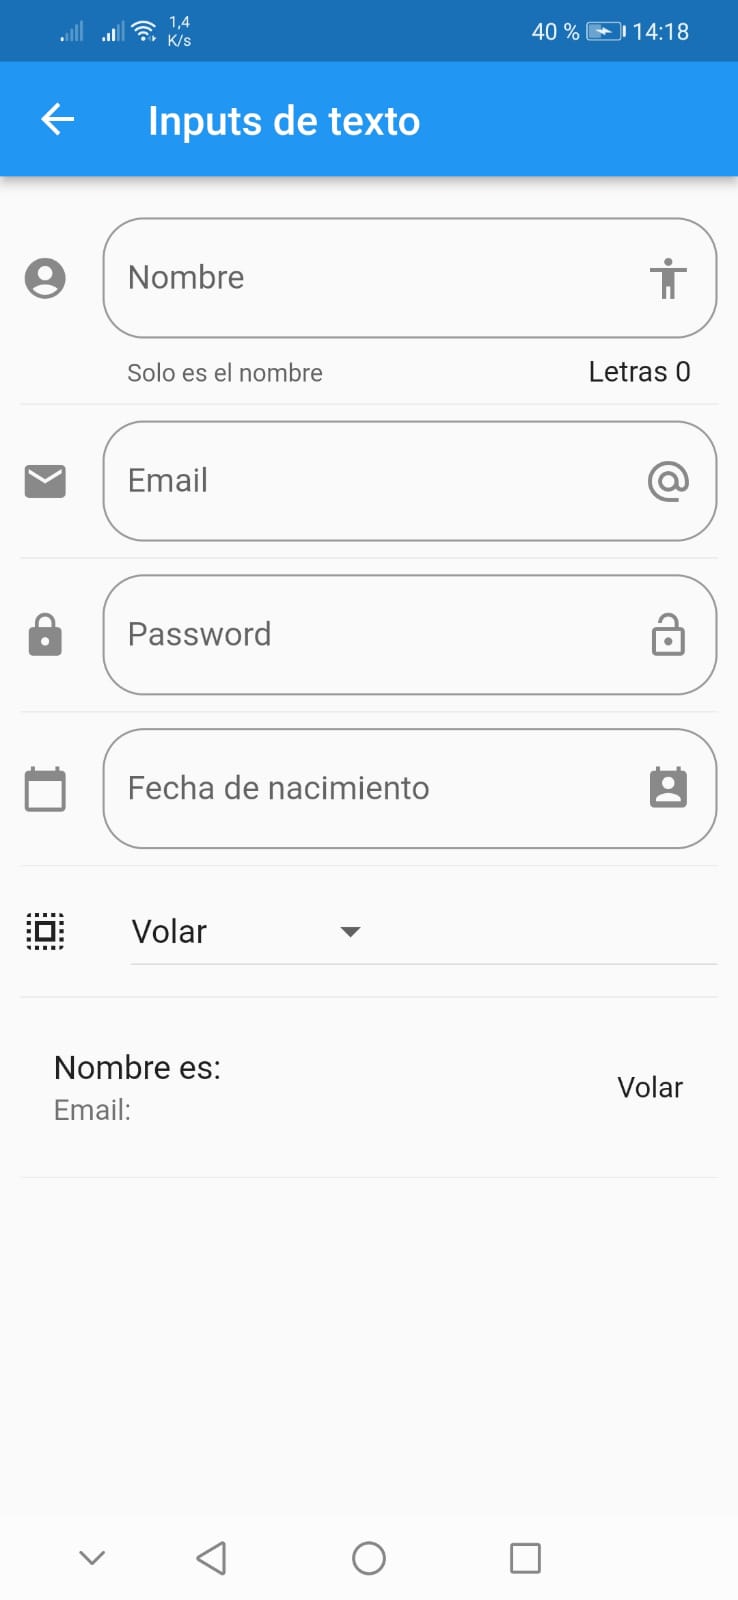 1,4
K/s
40 %
14:18
Inputs de texto
Nombre
Solo es el nombre
Letras 0
Email
Password
Fecha de nacimiento
Volar
Nombre es:
Email:
Volar